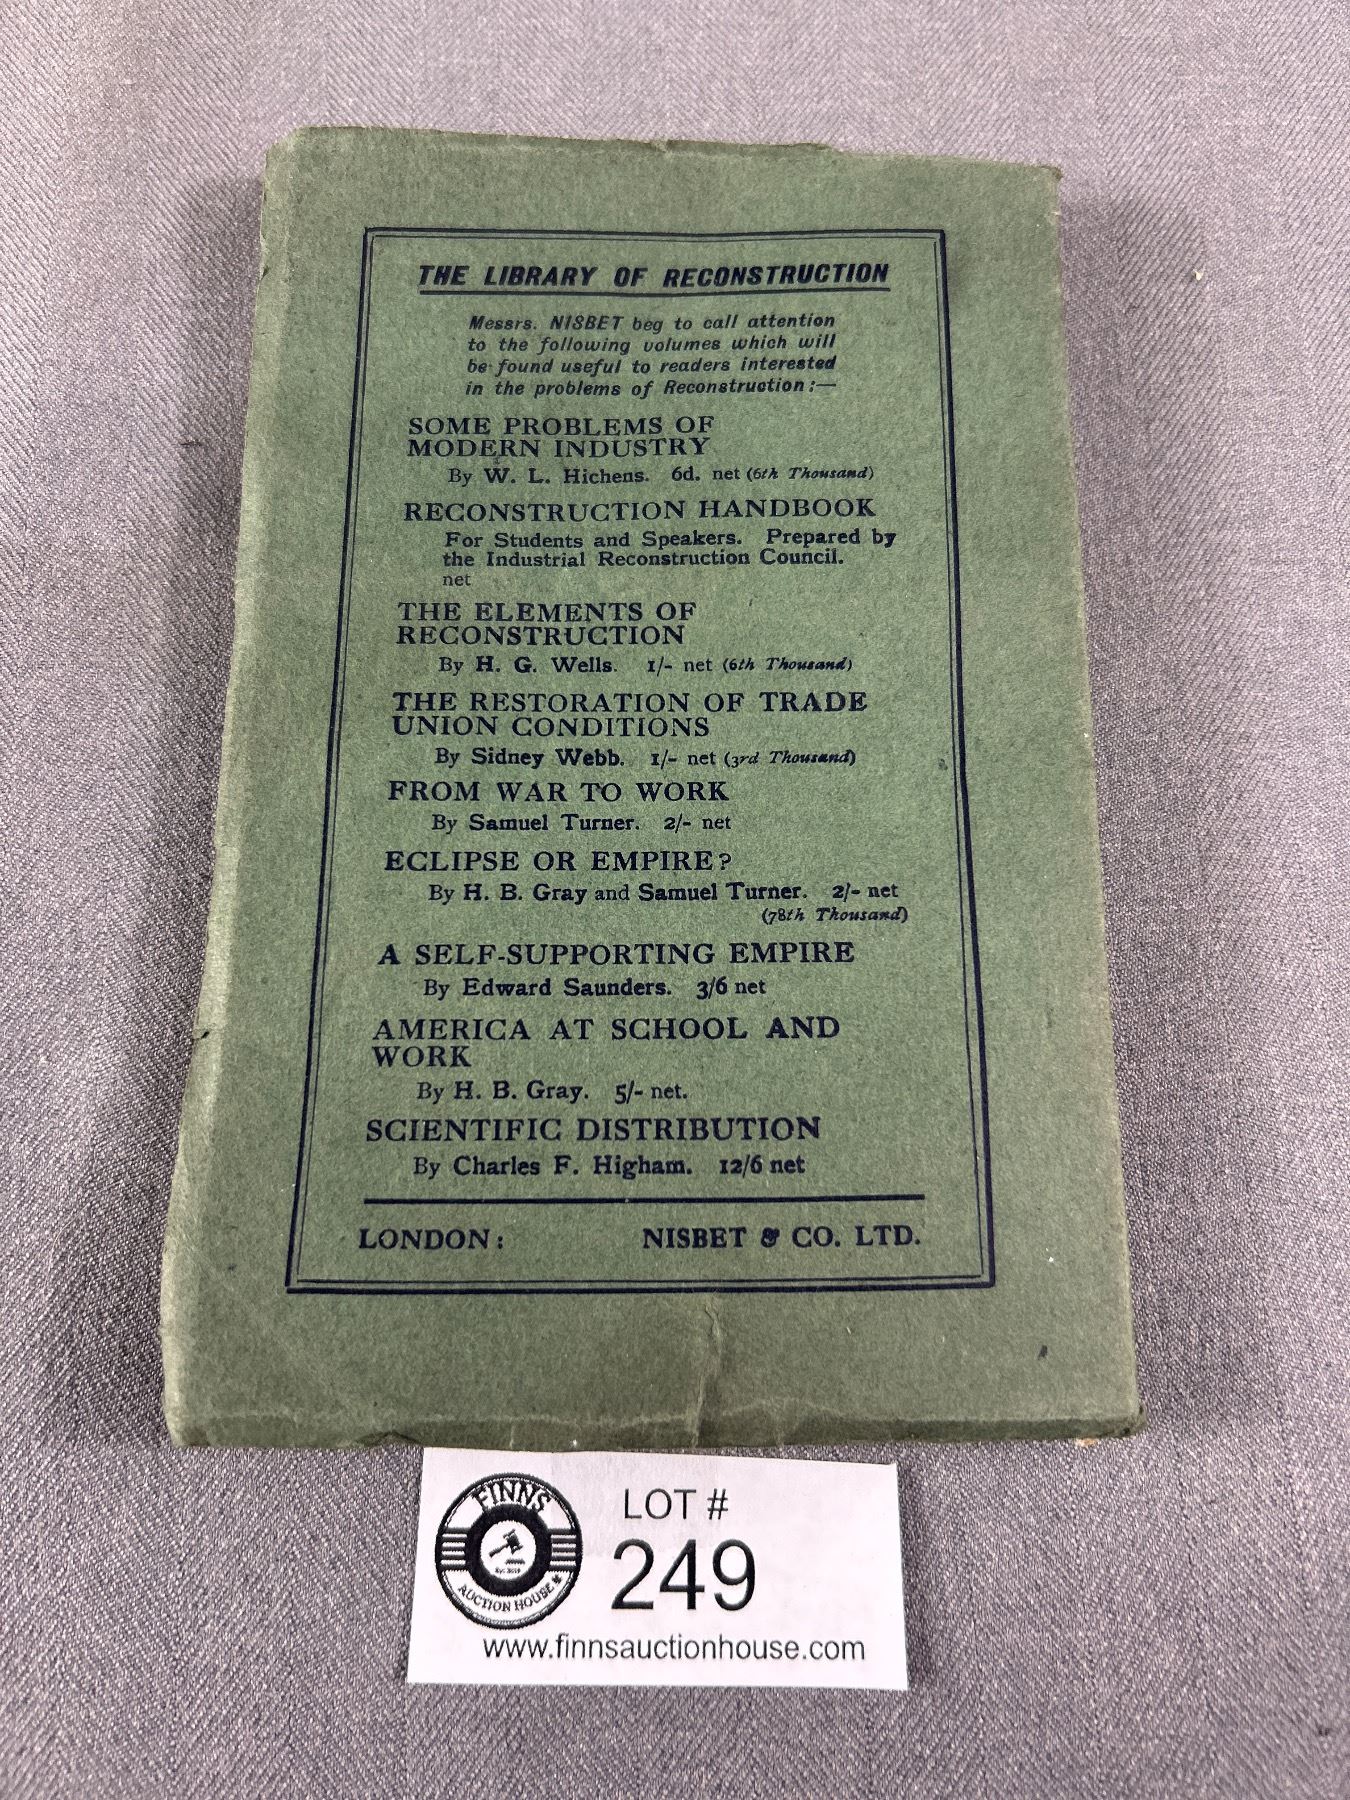 THE LIBRARY OF RECONSTRUCTION
Messrs. NISBET beg to call attention
to the following volumes which will
be found useful to readers interested
in the problems of Reconstruction:—
SOME PROBLEMS OF
MODERN INDUSTRY
By W. L. Hichens. 6d. net (6th Thousand)
RECONSTRUCTION HANDBOOK
For Students and Speakers. Prepared by
the Industrial Reconstruction Council.
net
THE ELEMENTS OF
RECONSTRUCTION
By H. G. Wells. 1/- net (6th Thousand)
THE RESTORATION OF TRADE
UNION CONDITIONS
By Sidney Webb. 1/- net (3rd Thousand)
FROM WAR TO WORK
By Samuel Turner. 2/- net
ECLIPSE OR EMPIRE?
By H. B. Gray and Samuel Turner. 2/- net
(78th Thousand)
A SELF-SUPPORTING EMPIRE
By Edward Saunders. 3/6 net
AMERICA AT SCHOOL AND
WORK
By H. B. Gray. 5/- net.
SCIENTIFIC DISTRIBUTION
By Charles F. Higham. 12/6 net
LONDON: NISBET & CO. LTD.
FINNS
AUCTION HOUSE
LOT #
249
www.finnsauctionhouse.com